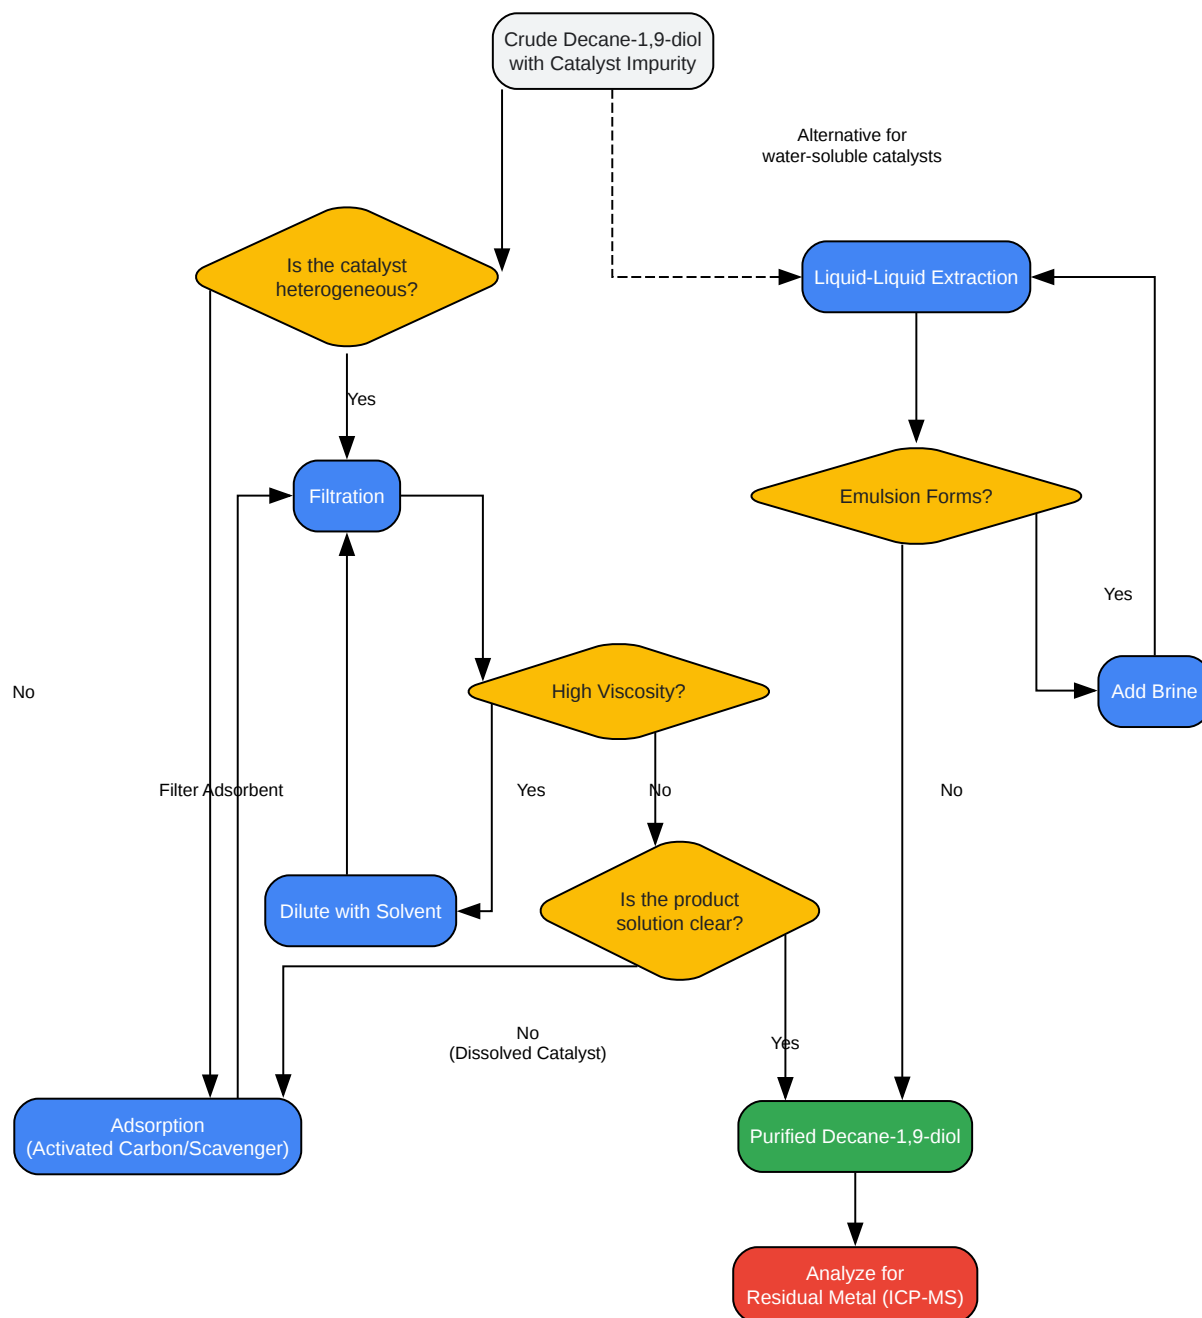 Crude Decane-1,9-diol
with Catalyst Impurity
Alternative for
water-soluble catalysts
Is the catalyst
heterogeneous?
Liquid-Liquid Extraction
Yes
Filtration
Emulsion Forms?
Yes
No
High Viscosity?
Add Brine
Filter Adsorbent
Yes
No
No
Dilute with Solvent
Is the product
solution clear?
No
(Dissolved Catalyst)
Yes
Adsorption
(Activated Carbon/Scavenger)
Purified Decane-1,9-diol
Analyze for
Residual Metal (ICP-MS)